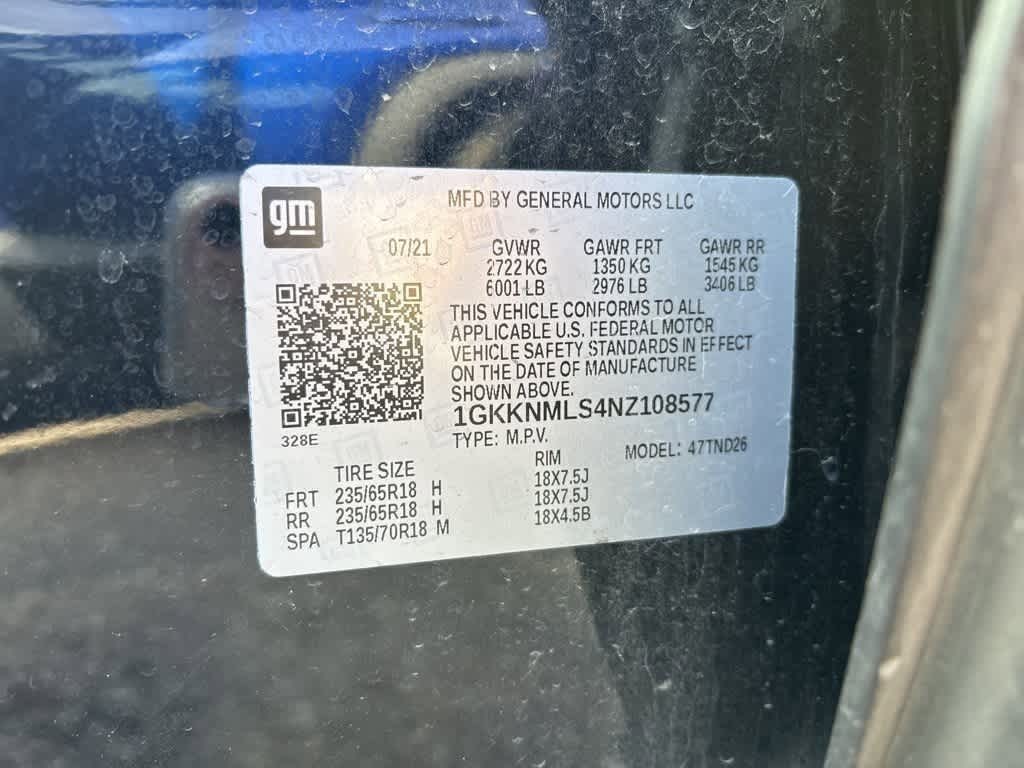 gm
MFD BY GENERAL MOTORS LLC
07/21 GVWR GAWR FRT GAWR RR
2722 KG 1350 KG 1545 KG
6001 LB 2976 LB 3406 LB
THIS VEHICLE CONFORMS TO ALL
APPLICABLE U.S. FEDERAL MOTOR
VEHICLE SAFETY STANDARDS IN EFFECT
ON THE DATE OF MANUFACTURE
SHOWN ABOVE.
1GKKNMLS4NZ108577
328E
TYPE: M.P.V. MODEL: 47TND26
TIRE SIZE RIM
FRT 235/65R18 H 18X7.5J
RR 235/65R18 H 18X7.5J
SPA T135/70R18 M 18X4.5B